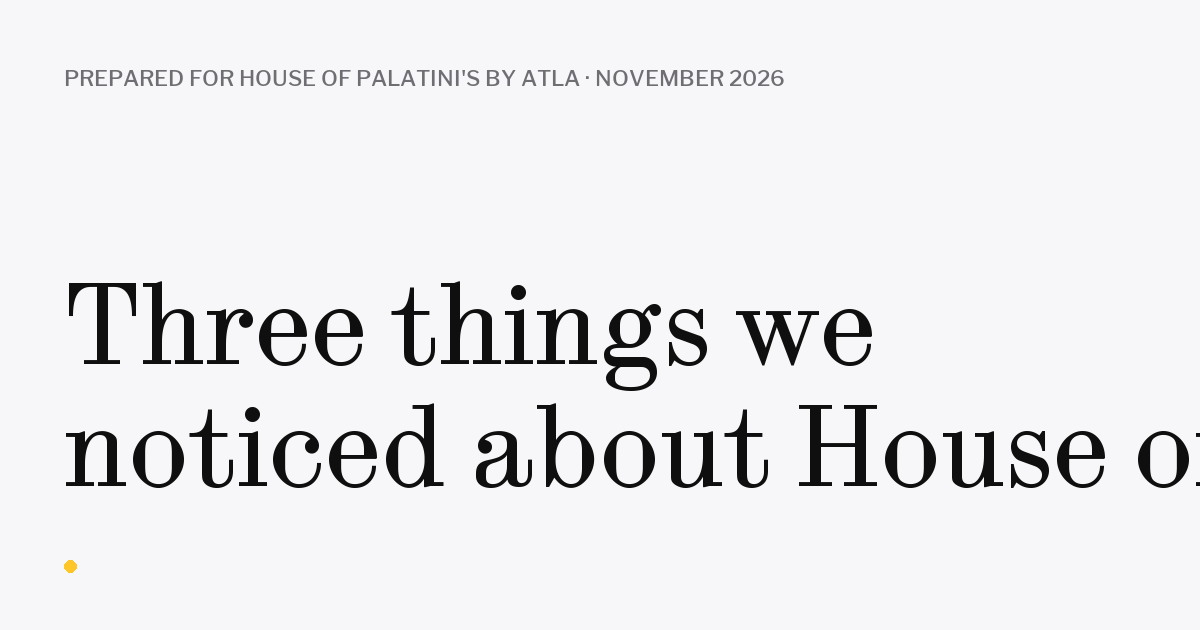 PREPARED FOR HOUSE OF PALATINI'S BY ATLA · NOVEMBER 2026
Three things we
noticed about House